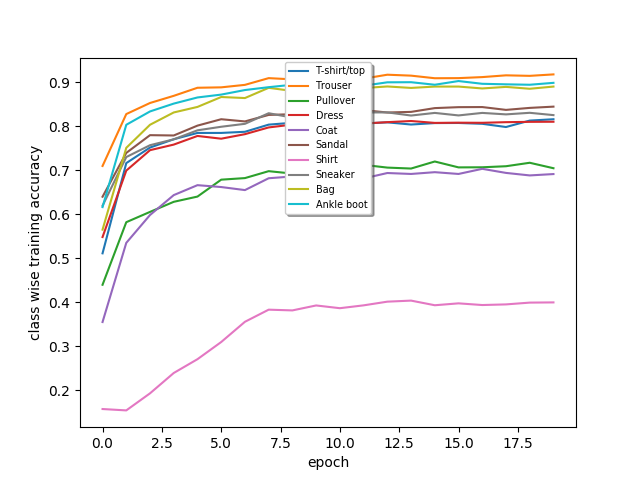 T-shirt/top
Trouser
Pullover
Dress
Coat
Sandal
Shirt
Sneaker
Bag
Ankle boot
class wise training accuracy
0.9
0.8
0.7
0.6
0.5
0.4
0.3
0.2
0.0 2.5 5.0 7.5 10.0 12.5 15.0 17.5
epoch